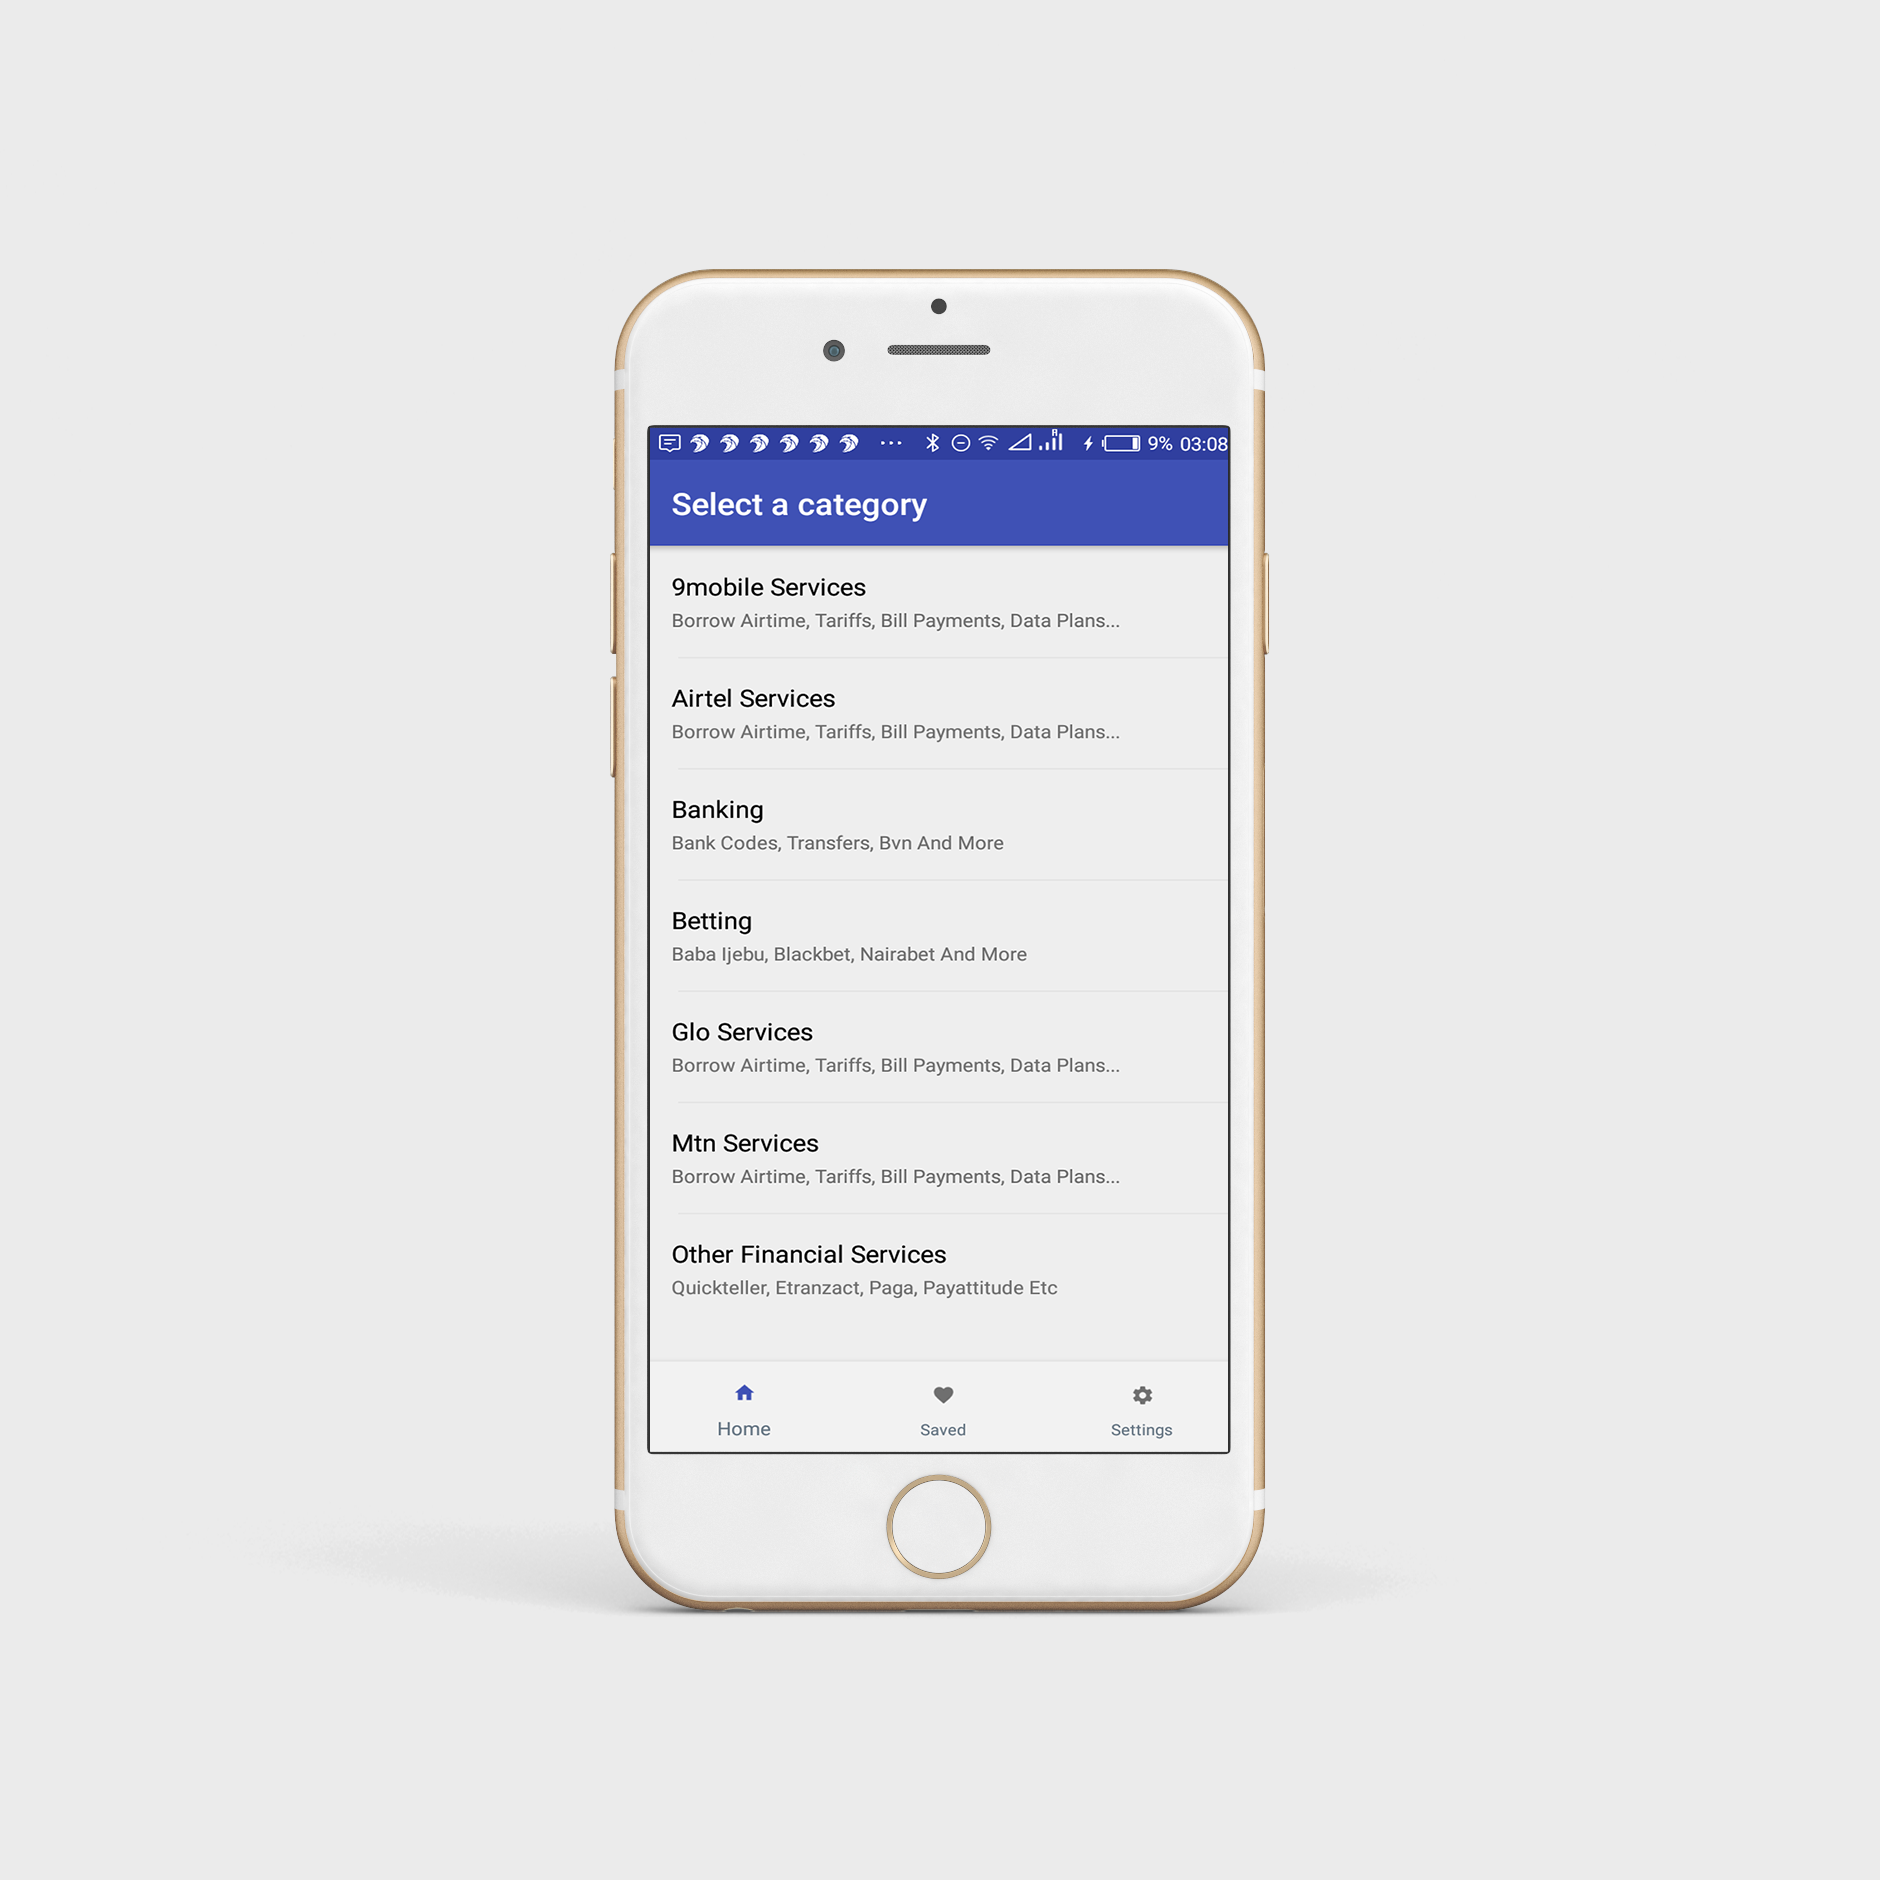 9% 03:08
Select a category
9mobile Services
Borrow Airtime, Tariffs, Bill Payments, Data Plans...
Airtel Services
Borrow Airtime, Tariffs, Bill Payments, Data Plans...
Banking
Bank Codes, Transfers, Bvn And More
Betting
Baba Ijebu, Blackbet, Nairabet And More
Glo Services
Borrow Airtime, Tariffs, Bill Payments, Data Plans...
Mtn Services
Borrow Airtime, Tariffs, Bill Payments, Data Plans...
Other Financial Services
Quickteller, Etranzact, Paga, Payattitude Etc
Home Saved Settings